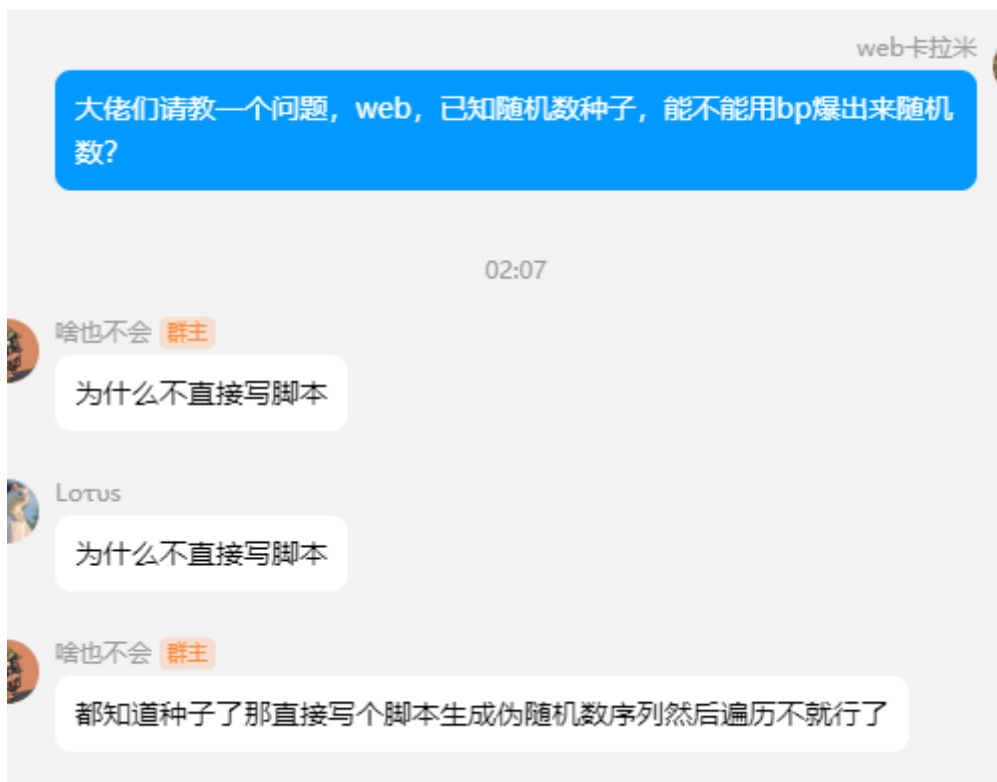 web卡拉米
大佬们请教一个问题，web，已知随机数种子，能不能用bp爆出来随机
数？
02:07
啥也不会 群主
为什么不直接写脚本
Loτus
为什么不直接写脚本
啥也不会 群主
都知道种子了那直接写个脚本生成伪随机数序列然后遍历不就行了